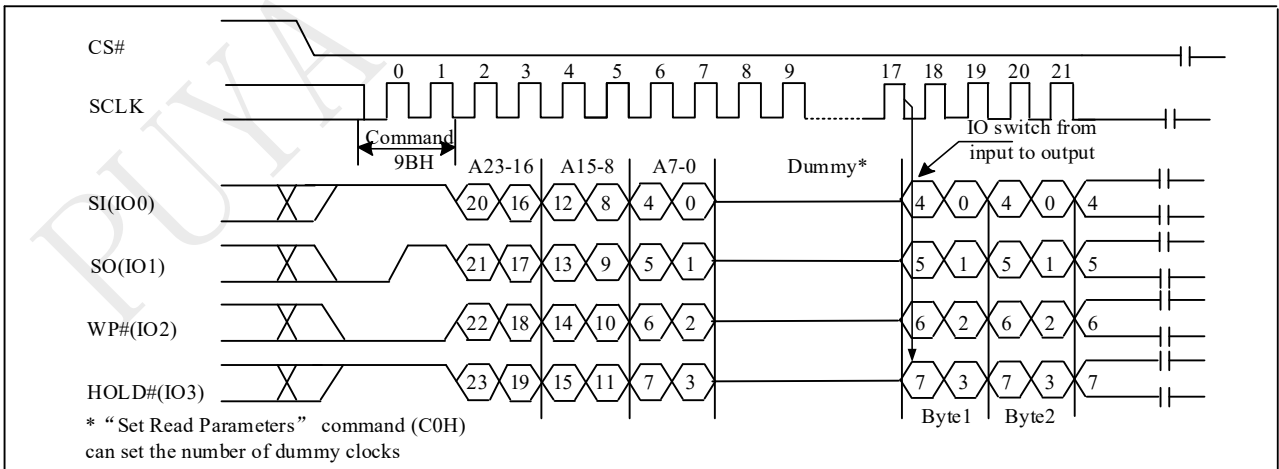 PUYA
CS#
0 1 2 3 4 5 6 7 8 9 17 18 19 20 21
SCLK
Command
9BH
IO switch from
input to output
A23-16 A15-8 A7-0 Dummy*
SI(IO0) 20 16 12 8 4 0 4 0 4 0 4
SO(IO1) 21 17 13 9 5 1 5 1 5 1 5
WP#(IO2) 22 18 14 10 6 2 6 2 6 2 6
HOLD#(IO3) 23 19 15 11 7 3 7 3 7 3 7
Byte1 Byte2
* “Set Read Parameters” command (C0H)
can set the number of dummy clocks